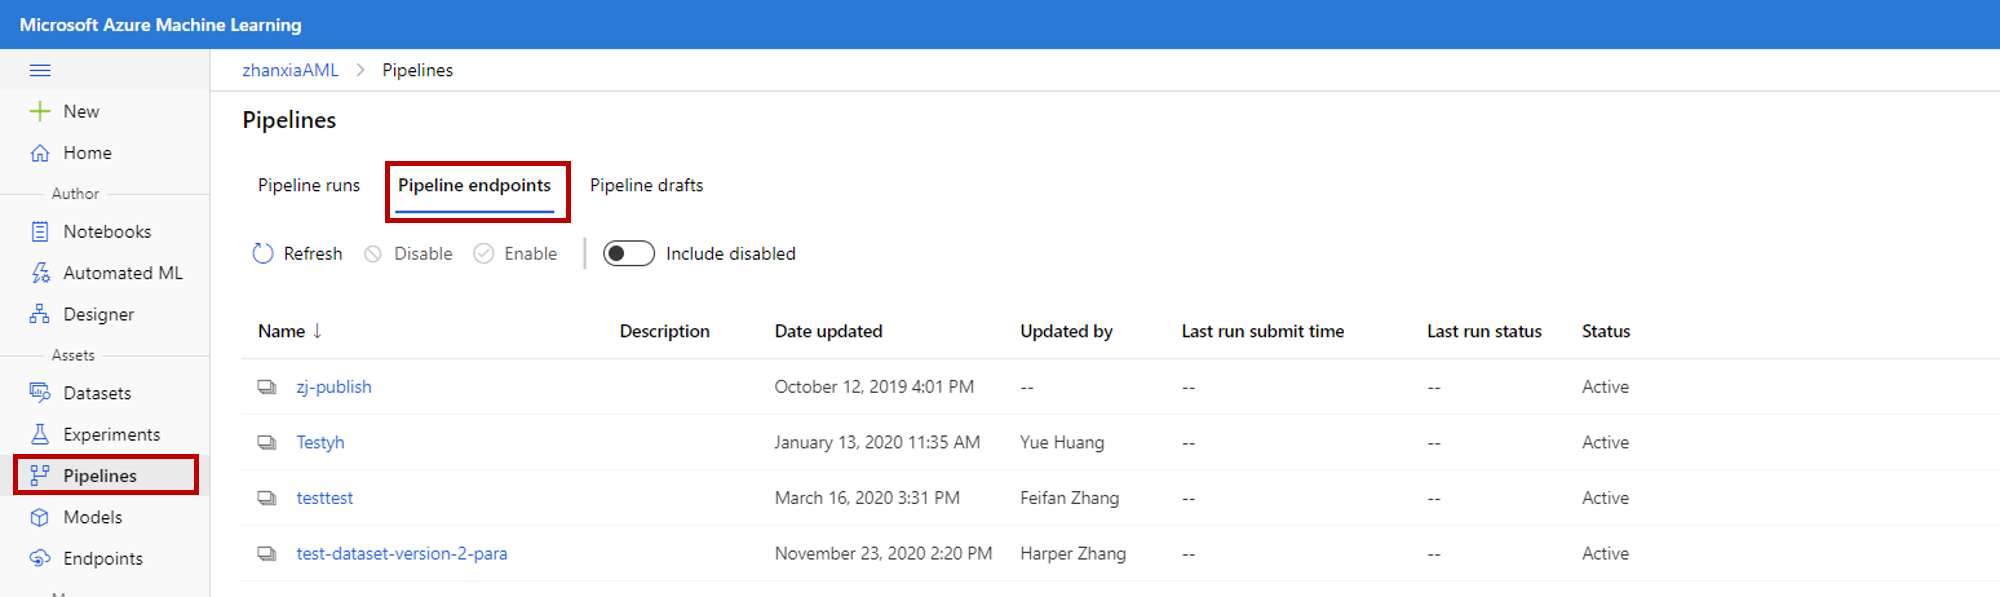 Microsoft Azure Machine Learning
zhanxiaAML > Pipelines
New
Home
Author
Notebooks
Automated ML
Designer
Assets
Datasets
Experiments
Pipelines
Models
Endpoints
Pipelines
Pipeline runs Pipeline endpoints Pipeline drafts
Refresh Disable Enable Include disabled
Name ↓ Description Date updated Updated by Last run submit time Last run status Status
zj-publish October 12, 2019 4:01 PM -- -- -- Active
Testyh January 13, 2020 11:35 AM Yue Huang -- -- Active
testtest March 16, 2020 3:31 PM Feifan Zhang -- -- Active
test-dataset-version-2-para November 23, 2020 2:20 PM Harper Zhang -- -- Active